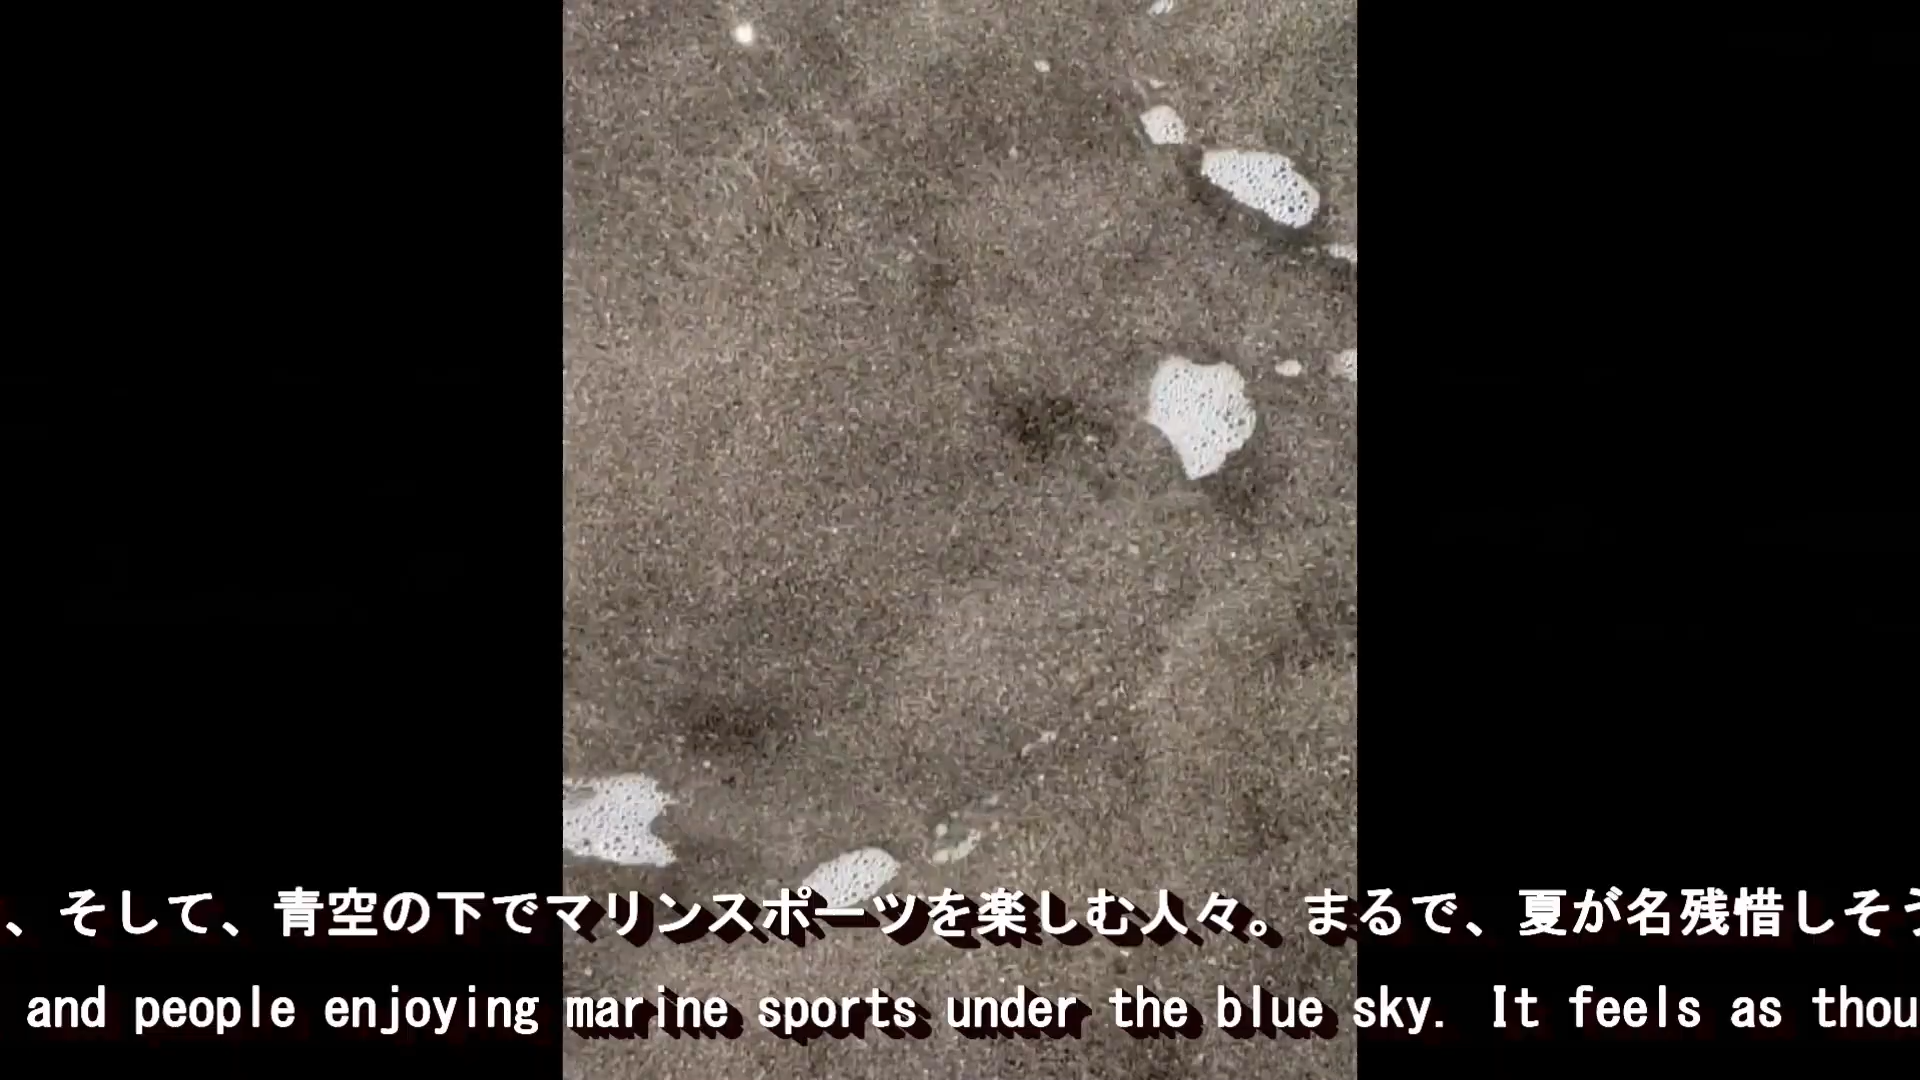 、そして、青空の下でマリンスポーツを楽しむ人々。まるで、夏が名残惜しそう
and people enjoying marine sports under the blue sky. It feels as thou